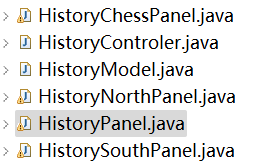 HistoryChessPanel.java
HistoryControler.java
HistoryModel.java
HistoryNorthPanel.java
HistoryPanel.java
HistorySouthPanel.java